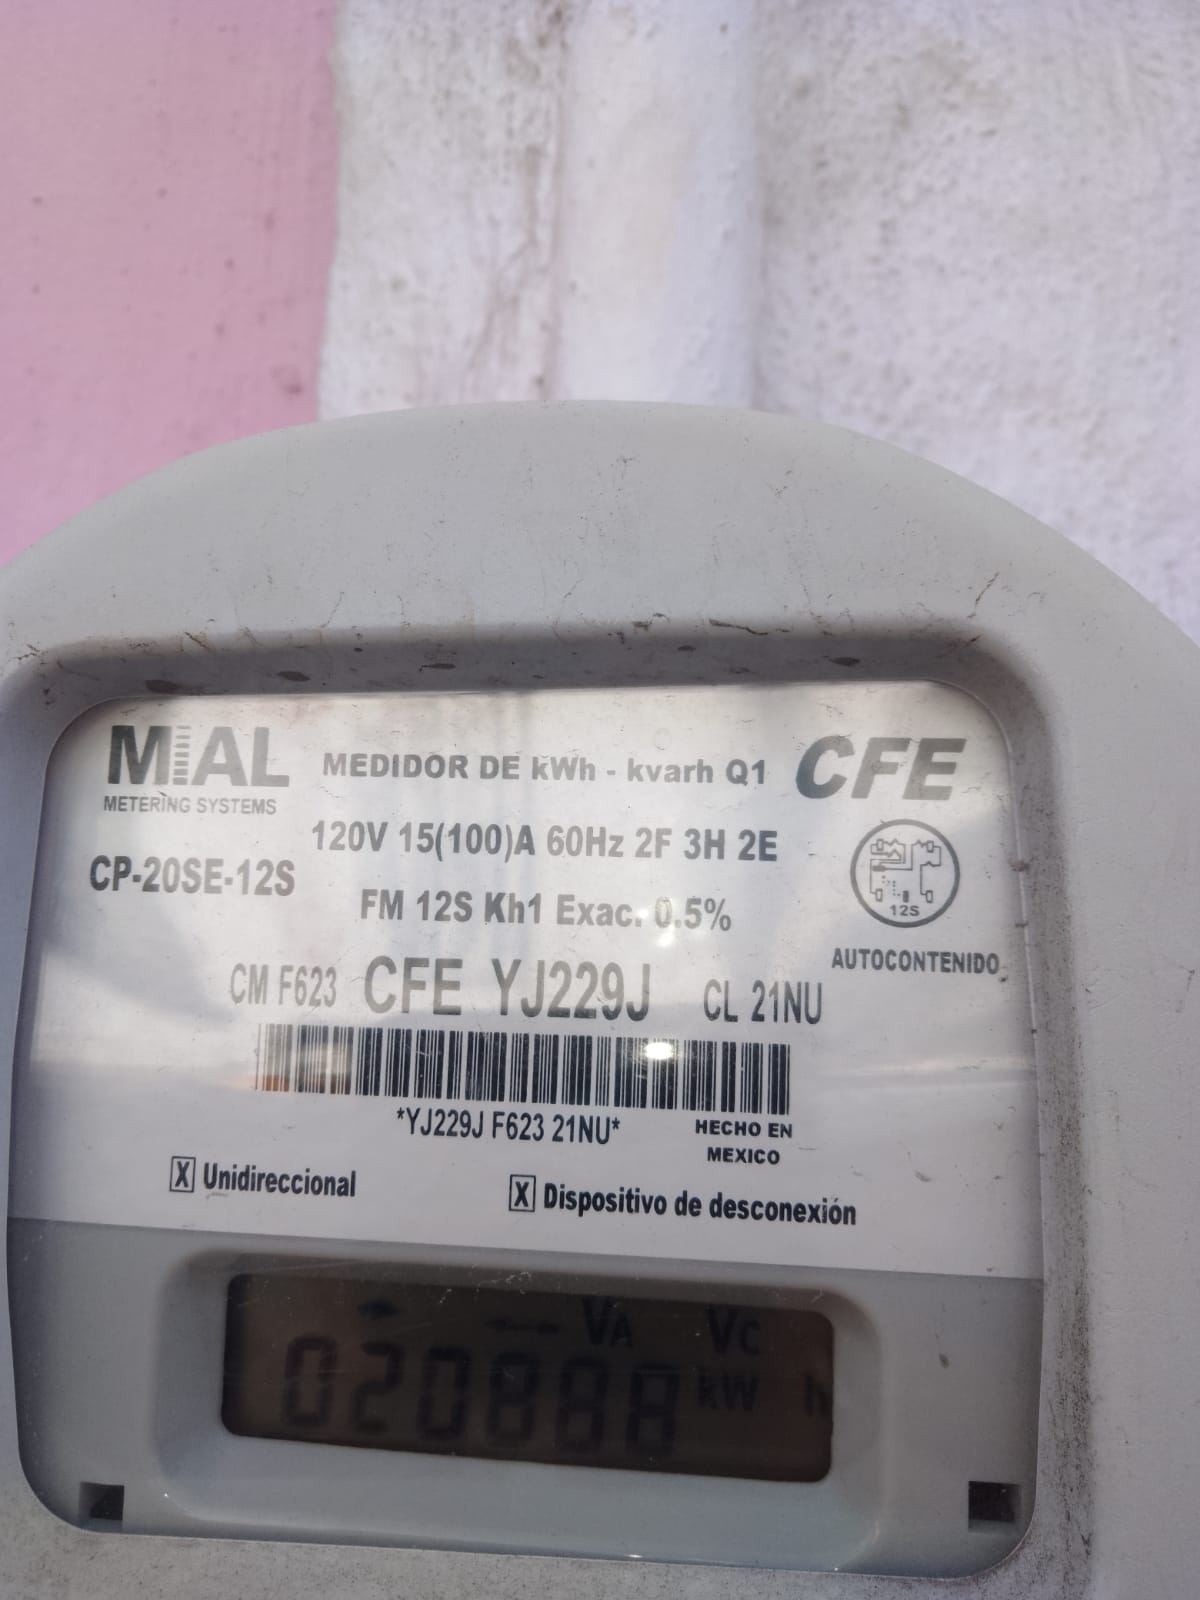 MIAL
METERING SYSTEMS
MEDIDOR DE kWh - kvarh Q1
CFE
120V 15(100)A 60Hz 2F 3H 2E
CP-20SE-12S
FM 12S Kh1 Exac. 0.5%
12S
AUTOCONTENIDO
CM F623 CFE YJ229J CL 21NU
*YJ229J F623 21NU*
HECHO EN
MEXICO
X Unidireccional
X Dispositivo de desconexión
VA VC
020888 kW h